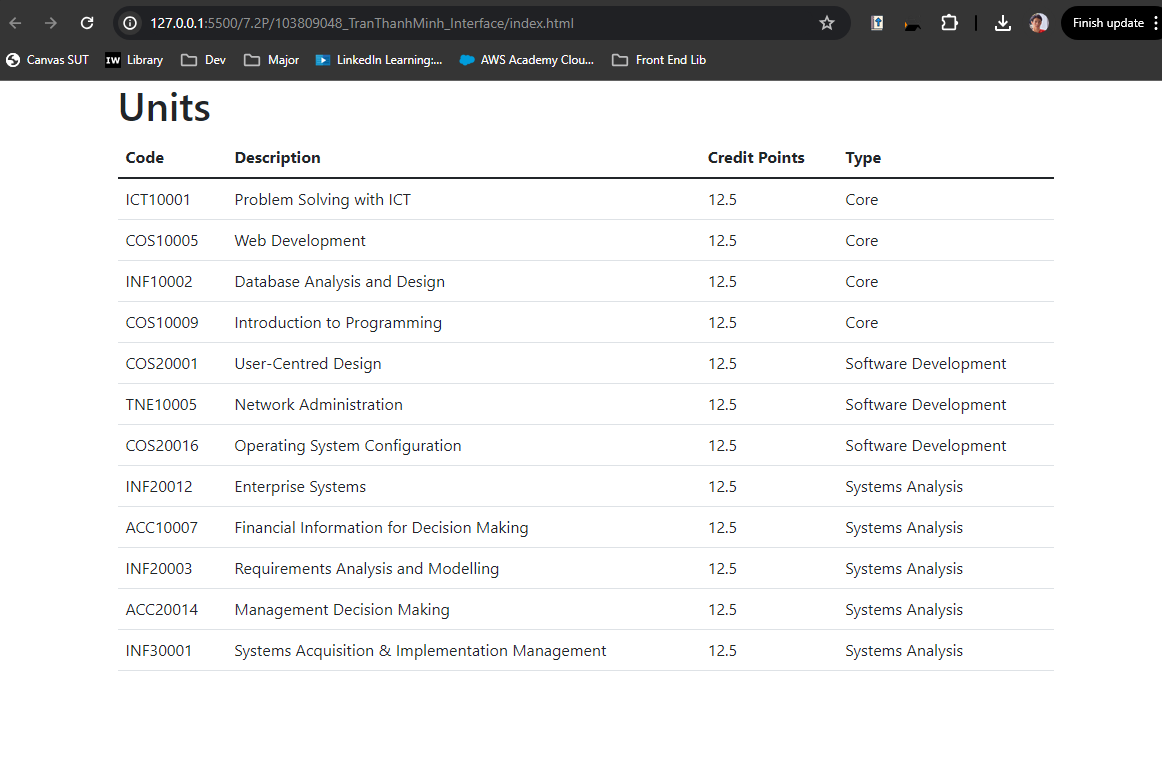 127.0.0.1:5500/7.2P/103809048_TranThanhMinh_Interface/index.html Finish update
Canvas SUT IW Library Dev Major LinkedIn Learning:... AWS Academy Clou... Front End Lib
Units
Code Description Credit Points Type
ICT10001 Problem Solving with ICT 12.5 Core
COS10005 Web Development 12.5 Core
INF10002 Database Analysis and Design 12.5 Core
COS10009 Introduction to Programming 12.5 Core
COS20001 User-Centred Design 12.5 Software Development
TNE10005 Network Administration 12.5 Software Development
COS20016 Operating System Configuration 12.5 Software Development
INF20012 Enterprise Systems 12.5 Systems Analysis
ACC10007 Financial Information for Decision Making 12.5 Systems Analysis
INF20003 Requirements Analysis and Modelling 12.5 Systems Analysis
ACC20014 Management Decision Making 12.5 Systems Analysis
INF30001 Systems Acquisition & Implementation Management 12.5 Systems Analysis